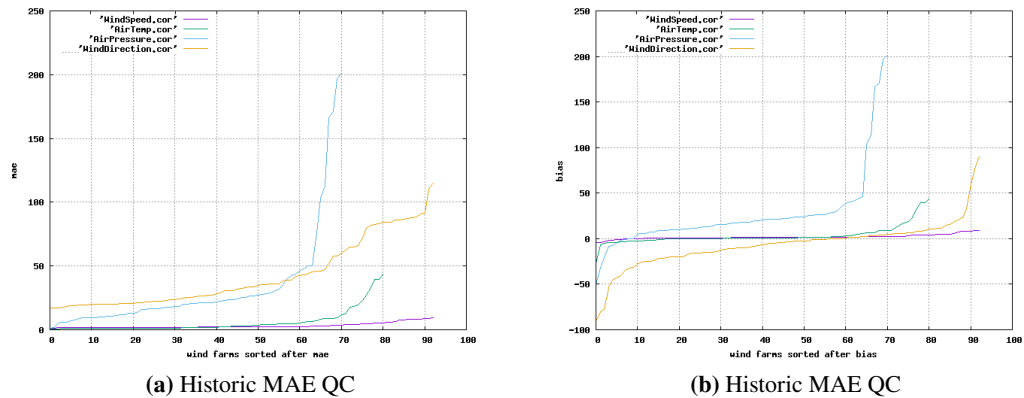 250
200
150
100
50
0
mae
'WindSpeed.cor'
'AirTemp.cor'
'AirPressure.cor'
'WindDirection.cor'
0 10 20 30 40 50 60 70 80 90 100
wind farms sorted after mae
(a) Historic MAE QC
250
200
150
100
50
0
-50
-100
bias
'WindSpeed.cor'
'AirTemp.cor'
'AirPressure.cor'
'WindDirection.cor'
0 10 20 30 40 50 60 70 80 90 100
wind farms sorted after bias
(b) Historic MAE QC